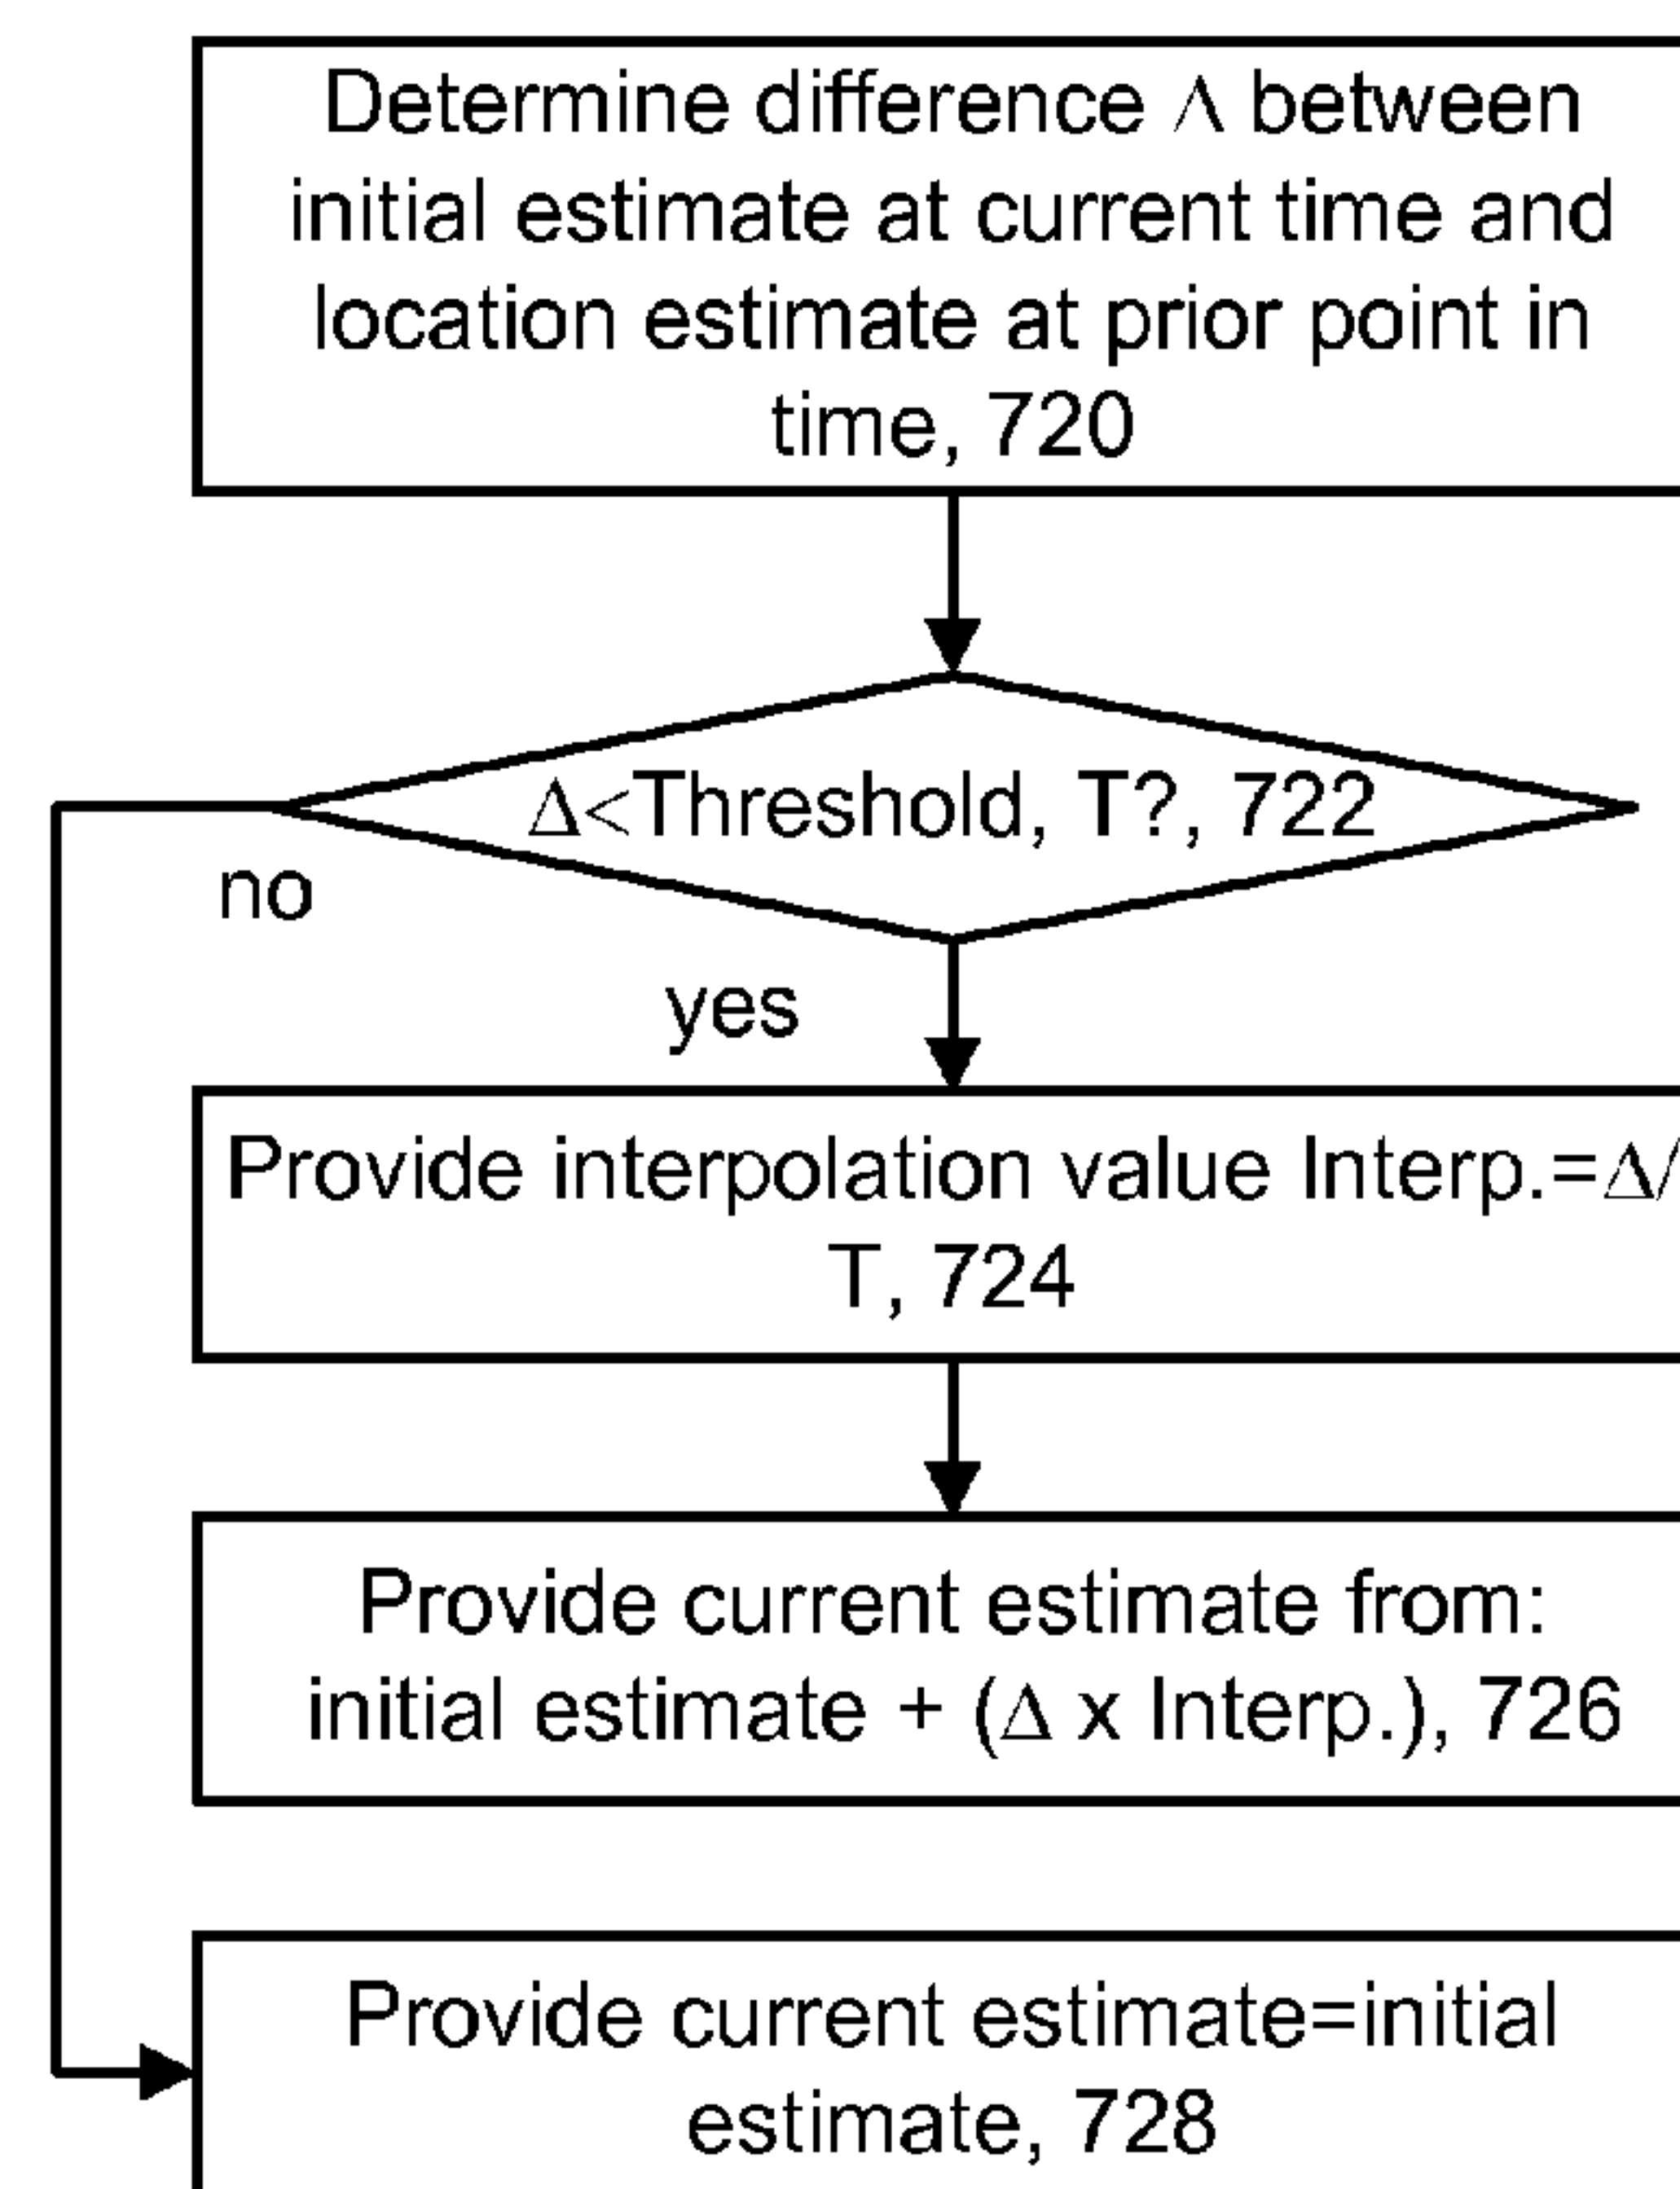 Determine difference Δ between
initial estimate at current time and
location estimate at prior point in
time, 720
Δ<Threshold, T?, 722
no
yes
Provide interpolation value Interp.=Δ/
T, 724
Provide current estimate from:
initial estimate + (Δ x Interp.), 726
Provide current estimate=initial
estimate, 728